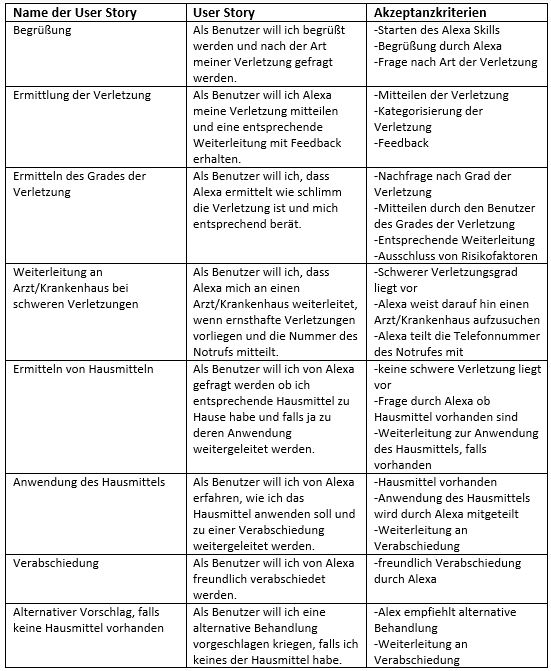 Name der User Story
User Story
Akzeptanzkriterien
Begrüßung
Als Benutzer will ich begrüßt
werden und nach der Art
meiner Verletzung gefragt
werden.
-Starten des Alexa Skills
-Begrüßung durch Alexa
-Frage nach Art der Verletzung
Ermittlung der Verletzung
Als Benutzer will ich Alexa
meine Verletzung mitteilen
und eine entsprechende
Weiterleitung mit Feedback
erhalten.
-Mitteilen der Verletzung
-Kategorisierung der
Verletzung
-Feedback
Ermitteln des Grades der
Verletzung
Als Benutzer will ich, dass
Alexa ermittelt wie schlimm
die Verletzung ist und mich
entsprechend berät.
-Nachfrage nach Grad der
Verletzung
-Mitteilen durch den Benutzer
des Grades der Verletzung
-Entsprechende Weiterleitung
-Ausschluss von Risikofaktoren
Weiterleitung an
Arzt/Krankenhaus bei
schweren Verletzungen
Als Benutzer will ich, dass
Alexa mich an einen
Arzt/Krankenhaus weiterleitet,
wenn ernsthafte Verletzungen
vorliegen und die Nummer des
Notrufs mitteilt.
-Schwerer Verletzungsgrad
liegt vor
-Alexa weist darauf hin einen
Arzt/Krankenhaus aufzusuchen
-Alexa teilt die Telefonnummer
des Notrufes mit
Ermitteln von Hausmitteln
Als Benutzer will ich von Alexa
gefragt werden ob ich
entsprechende Hausmittel zu
Hause habe und falls ja zu
deren Anwendung
weitergeleitet werden.
-keine schwere Verletzung liegt
vor
-Frage durch Alexa ob
Hausmittel vorhanden sind
-Weiterleitung zur Anwendung
des Hausmittels, falls
vorhanden
Anwendung des Hausmittels
Als Benutzer will ich von Alexa
erfahren, wie ich das
Hausmittel anwenden soll und
zu einer Verabschiedung
weitergeleitet werden.
-Hausmittel vorhanden
-Anwendung des Hausmittels
wird durch Alexa mitgeteilt
-Weiterleitung an
Verabschiedung
Verabschiedung
Als Benutzer will ich von Alexa
freundlich verabschiedet
werden.
-freundlich Verabschiedung
durch Alexa
Alternativer Vorschlag, falls
keine Hausmittel vorhanden
Als Benutzer will ich eine
alternative Behandlung
vorgeschlagen kriegen, falls ich
keines der Hausmittel habe.
-Alex empfiehlt alternative
Behandlung
-Weiterleitung an
Verabschiedung